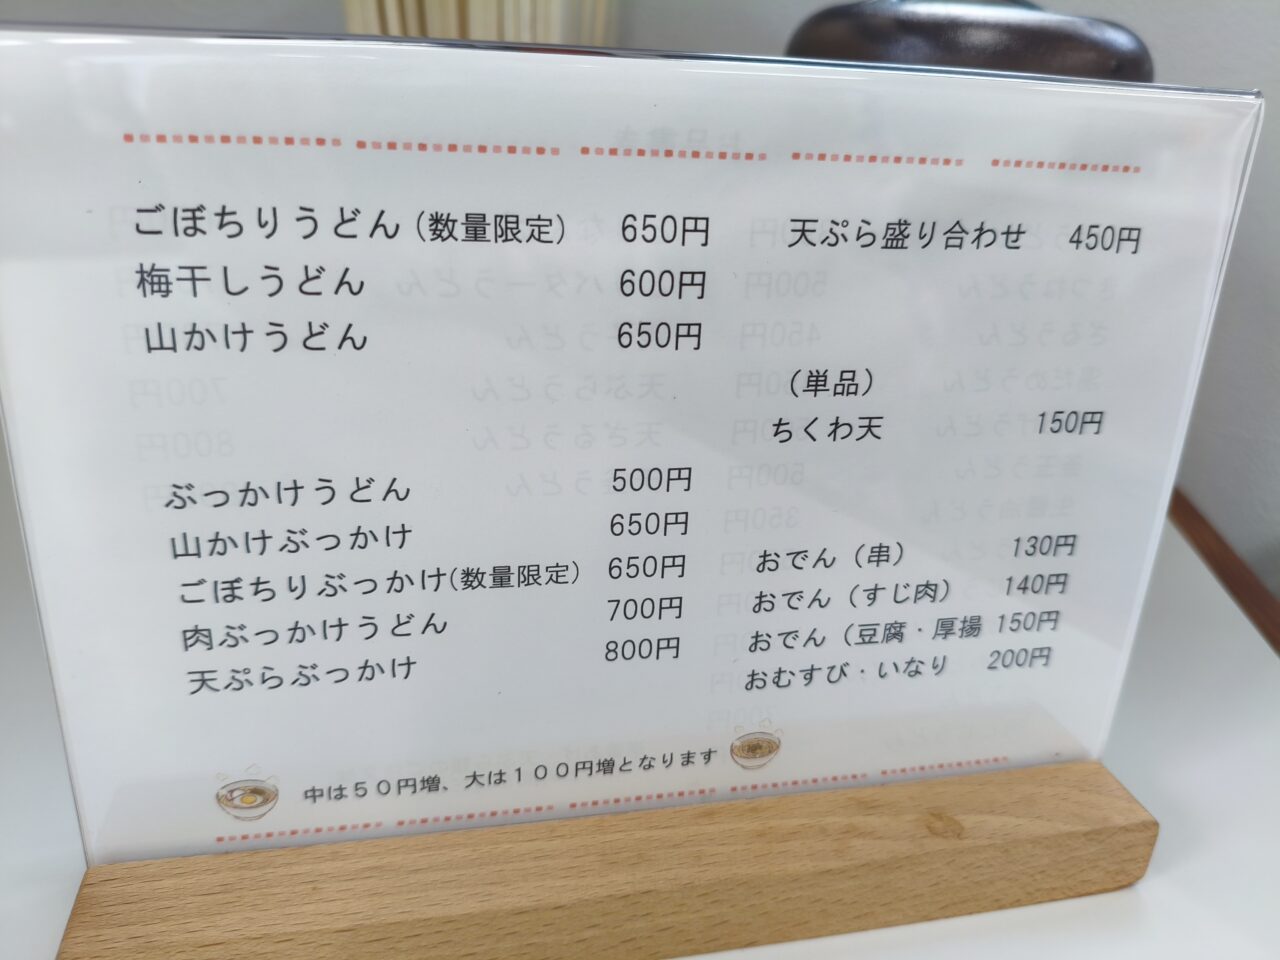 ごぼちりうどん（数量限定） 650円
梅干しうどん 600円
山かけうどん 650円
ぶっかけうどん 500円
山かけぶっかけ 650円
ごぼちりぶっかけ(数量限定） 650円
肉ぶっかけうどん 700円
天ぷらぶっかけ 800円
天ぷら盛り合わせ 450円
（単品）
ちくわ天 150円
おでん（串） 130円
おでん（すじ肉） 140円
おでん（豆腐・厚揚 150円
おむすび・いなり 200円
中は５０円増、大は１００円増となります